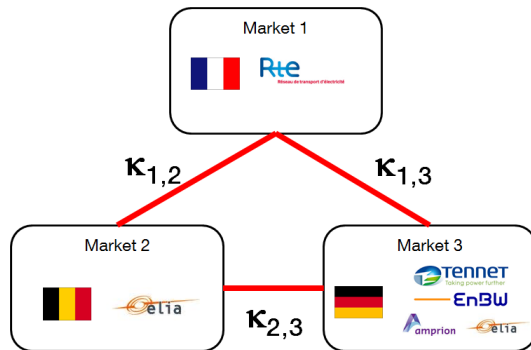 Market 1
Rte
Réseau de transport d'électricité
κ1,2
κ1,3
Market 2
elia
κ2,3
Market 3
TENNET
Taking power further
EnBW
Amprion
elia